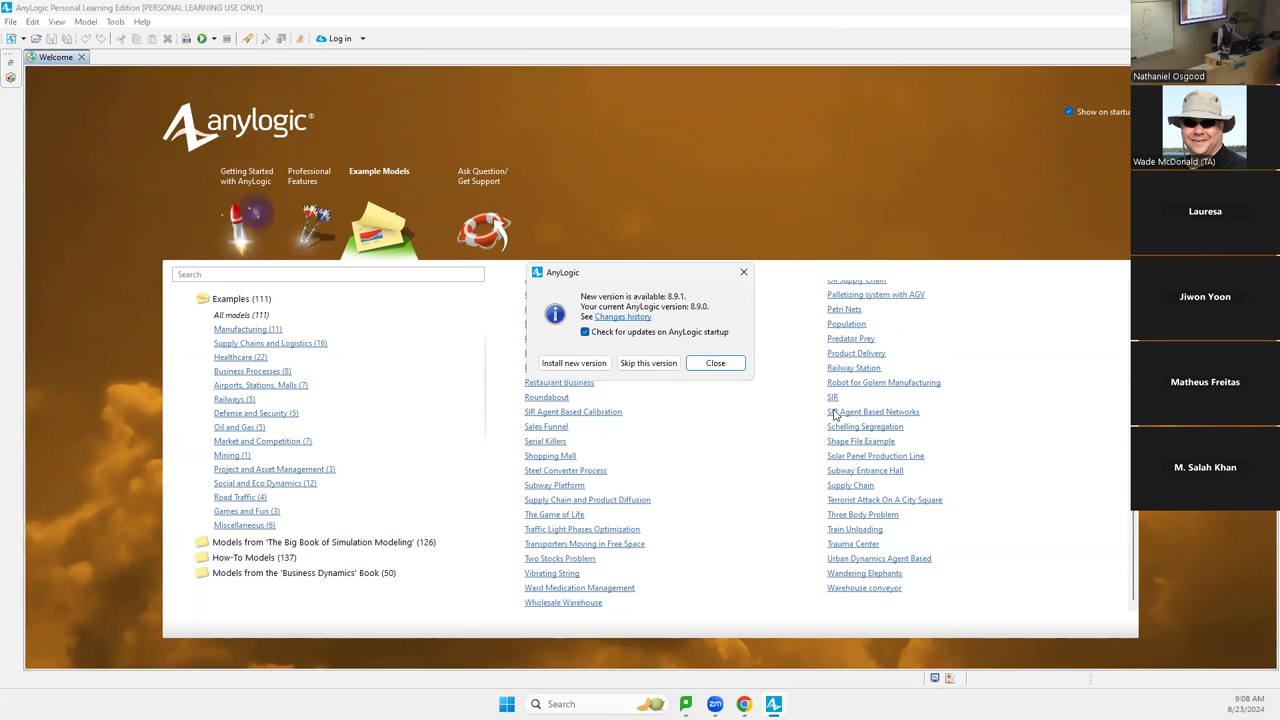 AnyLogic Personal Learning Edition [PERSONAL LEARNING USE ONLY]
File Edit View Model Tools Help
Log in
Welcome
anylogic®
Show on startu
Getting Started with AnyLogic
Professional Features
Example Models
Ask Question/ Get Support
Search
Examples (111)
All models (111)
Manufacturing (11)
Supply Chains and Logistics (16)
Healthcare (22)
Business Processes (8)
Airports, Stations, Malls (7)
Railways (5)
Defense and Security (5)
Oil and Gas (5)
Market and Competition (7)
Mining (1)
Project and Asset Management (3)
Social and Eco Dynamics (12)
Road Traffic (4)
Games and Fun (3)
Miscellaneous (6)
Models from 'The Big Book of Simulation Modeling' (126)
How-To Models (137)
Models from the 'Business Dynamics' Book (50)
AnyLogic
New version is available: 8.9.1.
Your current AnyLogic version: 8.9.0.
See Changes history
Check for updates on AnyLogic startup
Install new version
Skip this version
Close
Restaurant Business
Roundabout
SIR Agent Based Calibration
Sales Funnel
Serial Killers
Shopping Mall
Steel Converter Process
Subway Platform
Supply Chain and Product Diffusion
The Game of Life
Traffic Light Phases Optimization
Transporters Moving in Free Space
Two Stocks Problem
Vibrating String
Ward Medication Management
Wholesale Warehouse
Oil Supply Chain
Palletizing system with AGV
Petri Nets
Population
Predator Prey
Product Delivery
Railway Station
Robot for Golem Manufacturing
SIR
SIR Agent Based Networks
Schelling Segregation
Shape File Example
Solar Panel Production Line
Subway Entrance Hall
Supply Chain
Terrorist Attack On A City Square
Three Body Problem
Train Unloading
Trauma Center
Urban Dynamics Agent Based
Wandering Elephants
Warehouse conveyor
Nathaniel Osgood
Wade McDonald (TA)
Lauresa
Jiwon Yoon
Matheus Freitas
M. Salah Khan
Search
zm
9:08 AM
8/23/2024